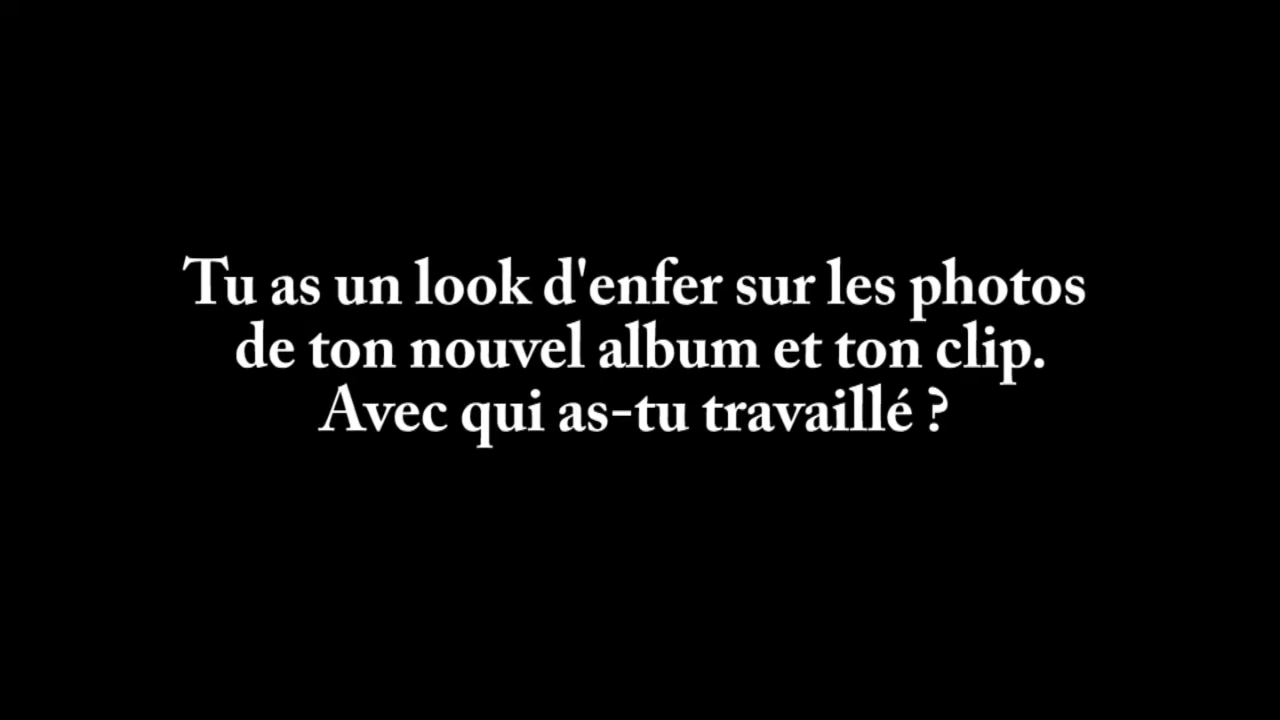 Tu as un look d'enfer sur les photos
de ton nouvel album et ton clip.
Avec qui as-tu travaillé ?